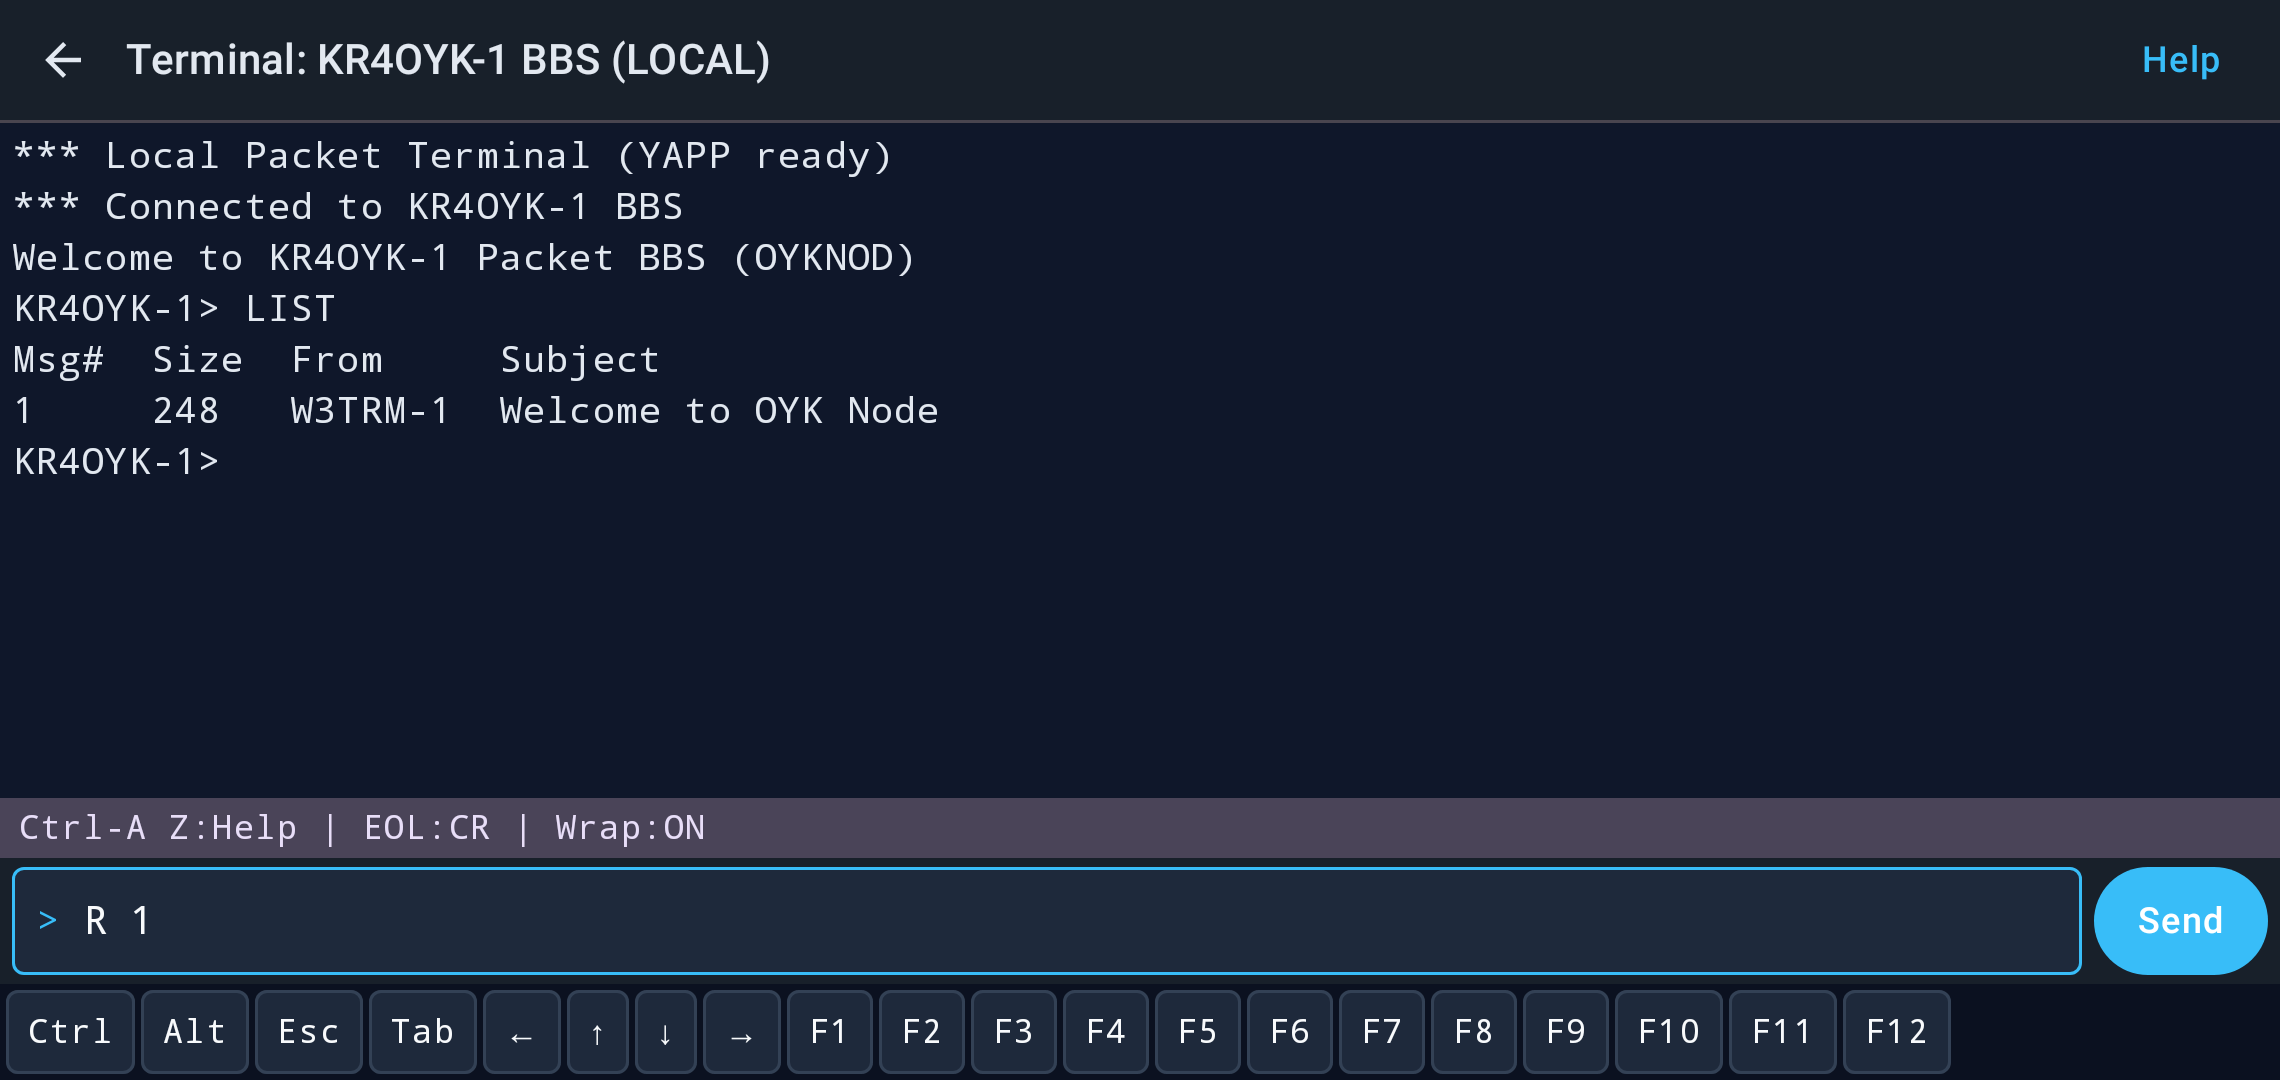 ← Terminal: KR4OYK-1 BBS (LOCAL) Help
*** Local Packet Terminal (YAPP ready)
*** Connected to KR4OYK-1 BBS
Welcome to KR4OYK-1 Packet BBS (OYKNOD)
KR4OYK-1> LIST
Msg#  Size  From     Subject
1     248   W3TRM-1  Welcome to OYK Node
KR4OYK-1>
Ctrl-A Z:Help | EOL:CR | Wrap:ON
> R 1 Send
Ctrl Alt Esc Tab ← ↑ ↓ → F1 F2 F3 F4 F5 F6 F7 F8 F9 F10 F11 F12